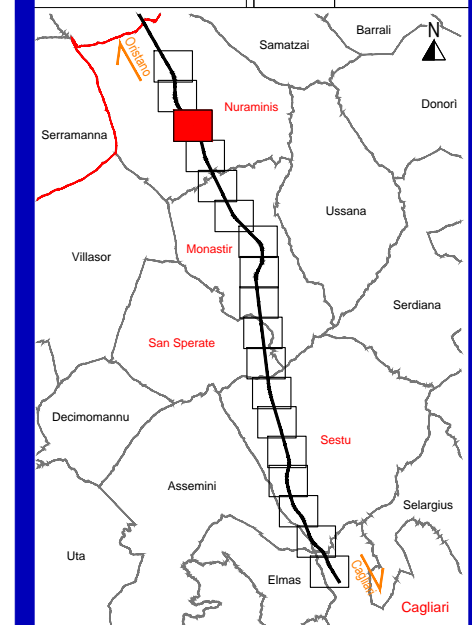 Barrali
N
Samatzai
Oristano
Donorì
Nuraminis
Serramanna
Ussana
Monastir
Villasor
Serdiana
San Sperate
Decimomannu
Sestu
Assemini
Selargius
Uta
Elmas
Cagliari
Cagliari